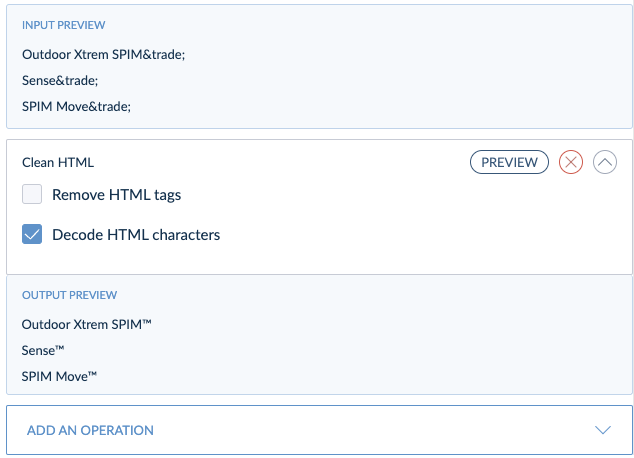 INPUT PREVIEW
Outdoor Xtrem SPIM&trade;
Sense&trade;
SPIM Move&trade;
Clean HTML
PREVIEW
Remove HTML tags
Decode HTML characters
OUTPUT PREVIEW
Outdoor Xtrem SPIM™
Sense™
SPIM Move™
ADD AN OPERATION